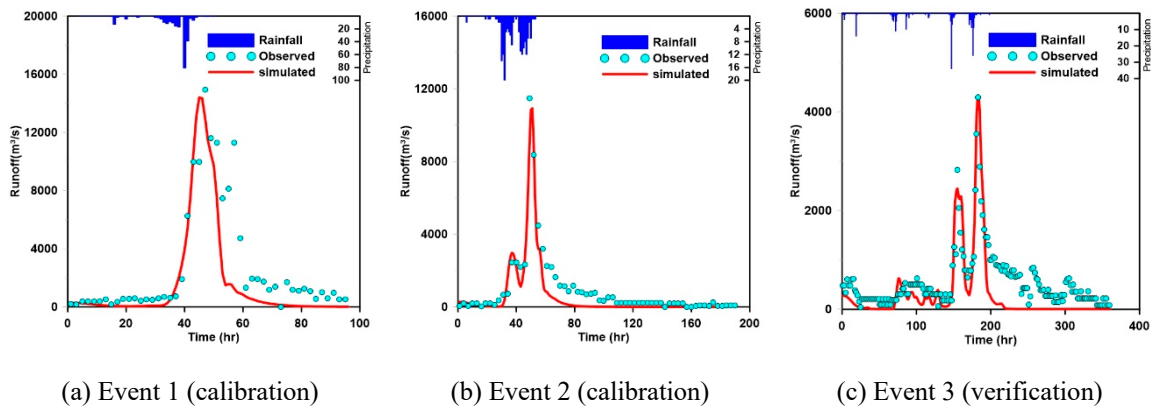 20000
16000
12000
8000
4000
0
0 20 40 60 80 100
Runoff(m³/s)
Time (hr)
Rainfall
Observed
simulated
20
40
60
80
100
Precipitation
16000
12000
8000
4000
0
0 40 80 120 160 200
Runoff(m³/s)
Time (hr)
Rainfall
Observed
simulated
4
8
12
16
20
Precipitation
6000
4000
2000
0
0 100 200 300 400
Runoff(m³/s)
Time (hr)
Rainfall
Observed
simulated
10
20
30
40
Precipitation
(a) Event 1 (calibration)
(b) Event 2 (calibration)
(c) Event 3 (verification)